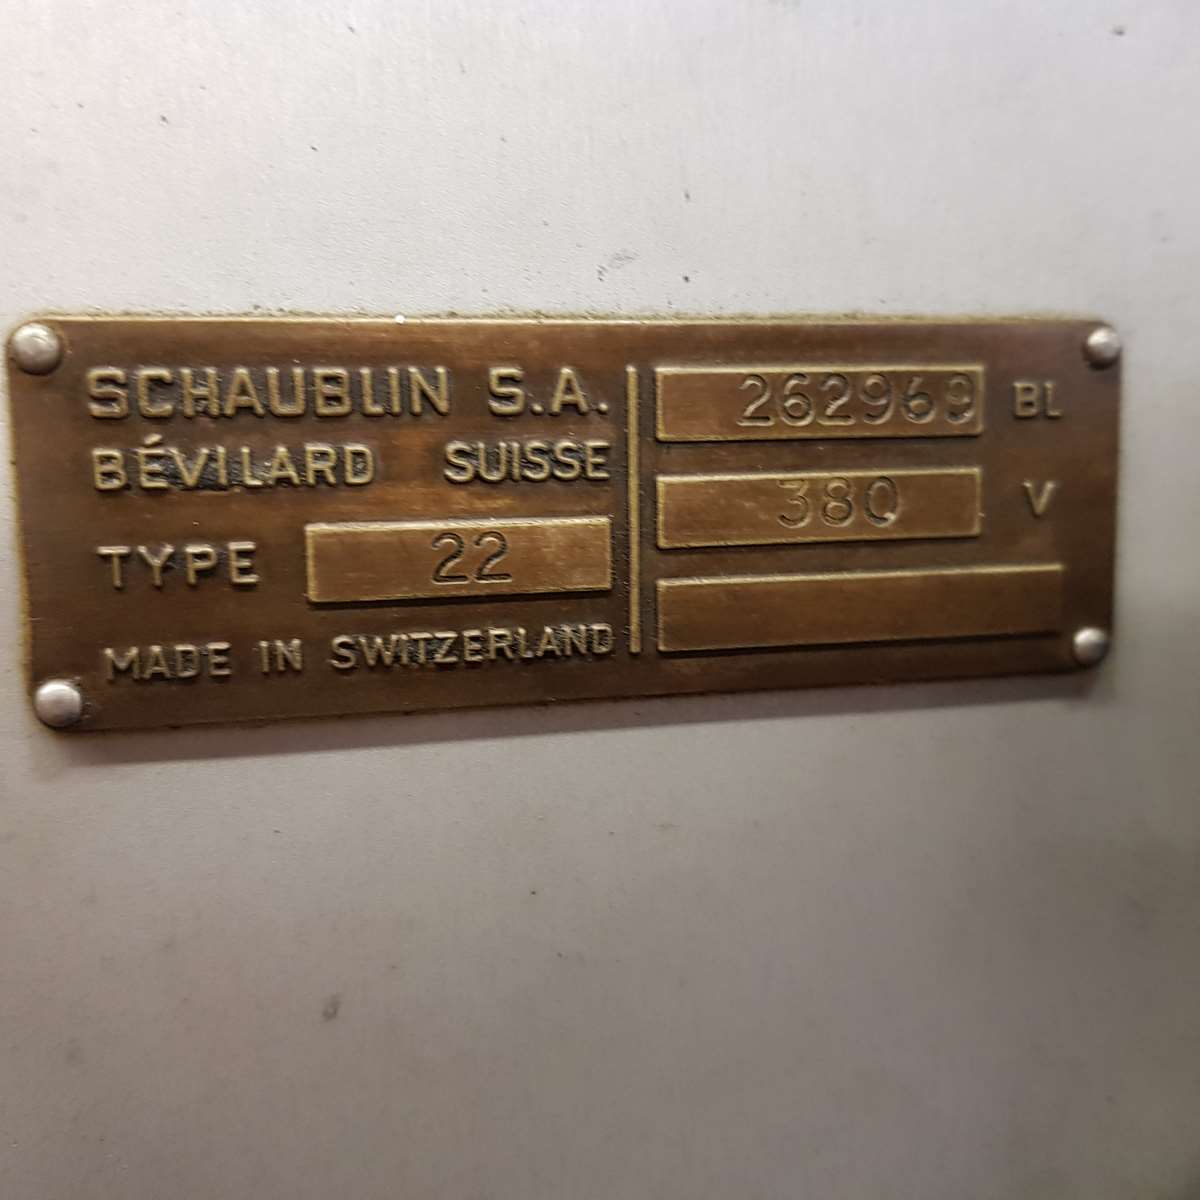 SCHAUBLIN S.A.
BÉVILARD SUISSE
TYPE 22
MADE IN SWITZERLAND
262969 BL
380 V